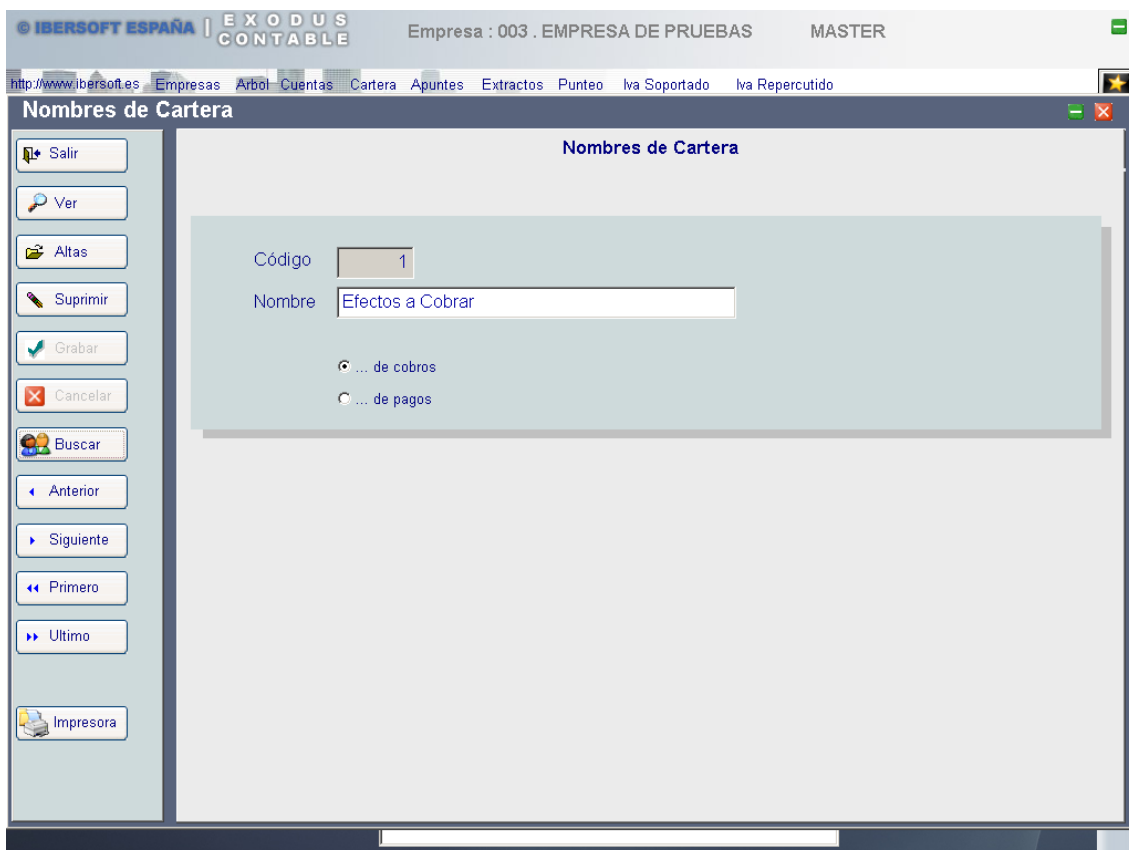 © IBERSOFT ESPAÑA | EXODUS CONTABLE Empresa : 003 . EMPRESA DE PRUEBAS MASTER
http://www.ibersoft.es Empresas Arbol Cuentas Cartera Apuntes Extractos Punteo Iva Soportado Iva Repercutido
Nombres de Cartera
Nombres de Cartera
Salir
Ver
Altas
Suprimir
Grabar
Cancelar
Buscar
Anterior
Siguiente
Primero
Ultimo
Impresora
Código 1
Nombre Efectos a Cobrar
... de cobros
... de pagos